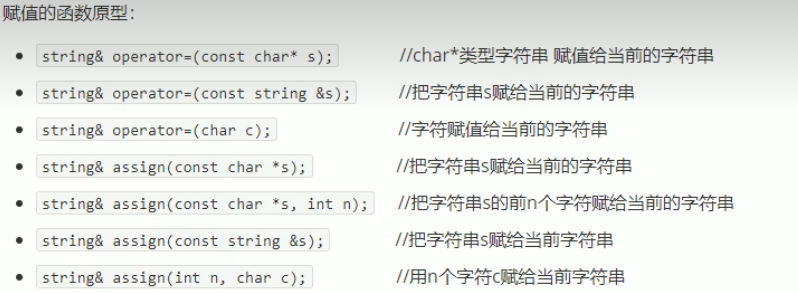 赋值的函数原型：
string& operator=(const char* s); //char*类型字符串 赋值给当前的字符串
string& operator=(const string &s); //把字符串s赋给当前的字符串
string& operator=(char c); //字符赋值给当前的字符串
string& assign(const char *s); //把字符串s赋给当前的字符串
string& assign(const char *s, int n); //把字符串s的前n个字符赋给当前的字符串
string& assign(const string &s); //把字符串s赋给当前字符串
string& assign(int n, char c); //用n个字符c赋给当前字符串